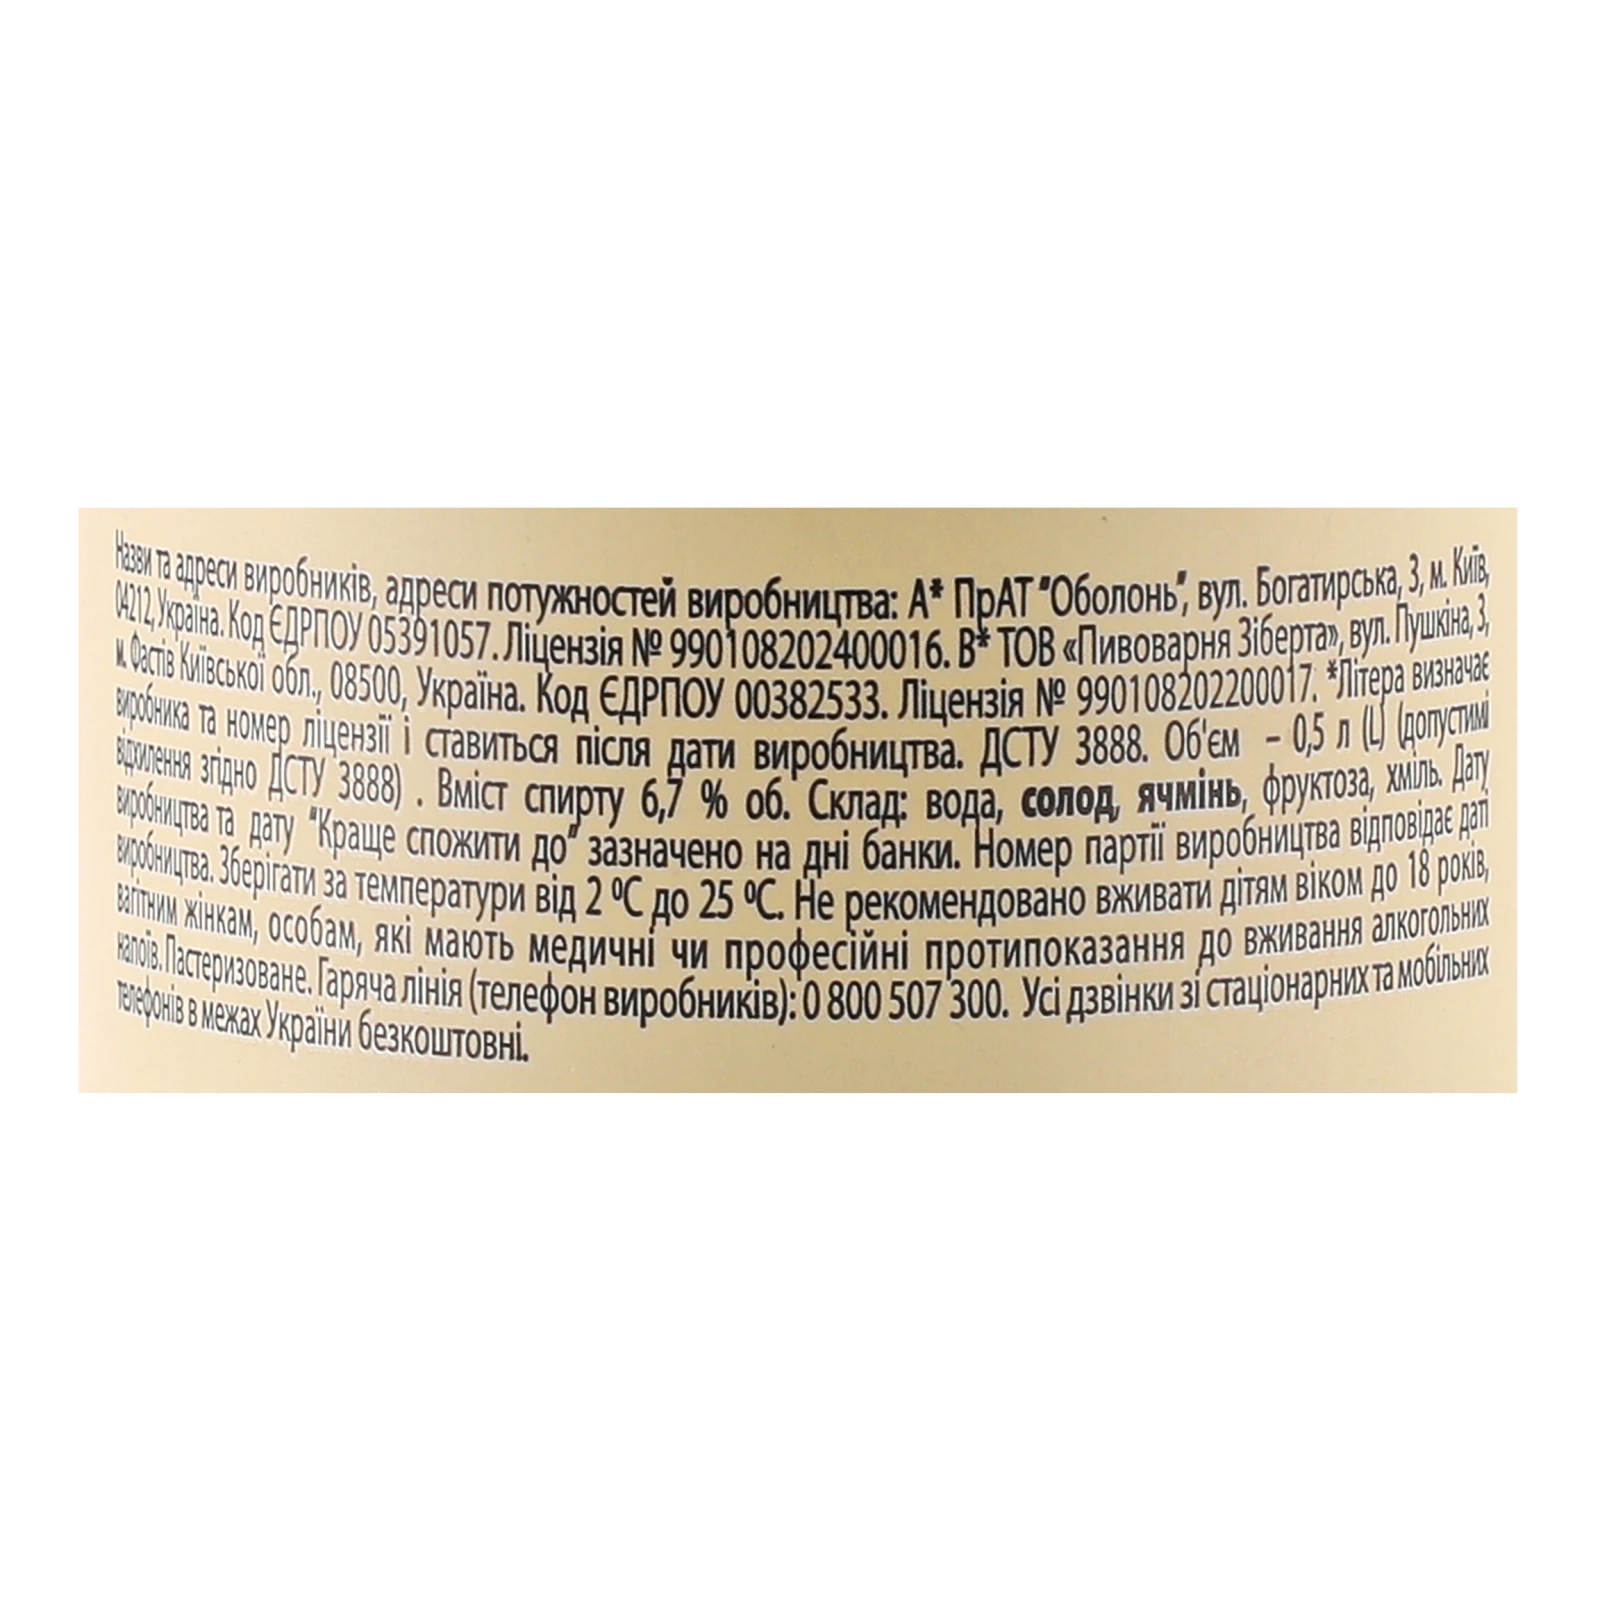 Назви та адреси виробників, адреси потужностей виробництва: А* ПрАТ "Оболонь", вул. Богатирська, 3, м. Київ,
04212, Україна. Код ЄДРПОУ 05391057. Ліцензія № 990108202400016. В* ТОВ «Пивоварня Зіберта», вул. Пушкіна, 3,
м. Фастів Київської обл., 08500, Україна. Код ЄДРПОУ 00382533. Ліцензія № 990108202200017. *Літера визначає
виробника та номер ліцензії і ставиться після дати виробництва. ДСТУ 3888. Об'єм – 0,5 л (L) (допустимі
відхилення згідно ДСТУ 3888) . Вміст спирту 6,7 % об. Склад: вода, солод, ячмінь, фруктоза, хміль. Дату
виробництва та дату "Краще спожити до" зазначено на дні банки. Номер партії виробництва відповідає даті
виробництва. Зберігати за температури від 2 ºС до 25 ºС. Не рекомендовано вживати дітям віком до 18 років,
вагітним жінкам, особам, які мають медичні чи професійні протипоказання до вживання алкогольних
напоїв. Пастеризоване. Гаряча лінія (телефон виробників): 0 800 507 300. Усі дзвінки зі стаціонарних та мобільних
телефонів в межах України безкоштовні.